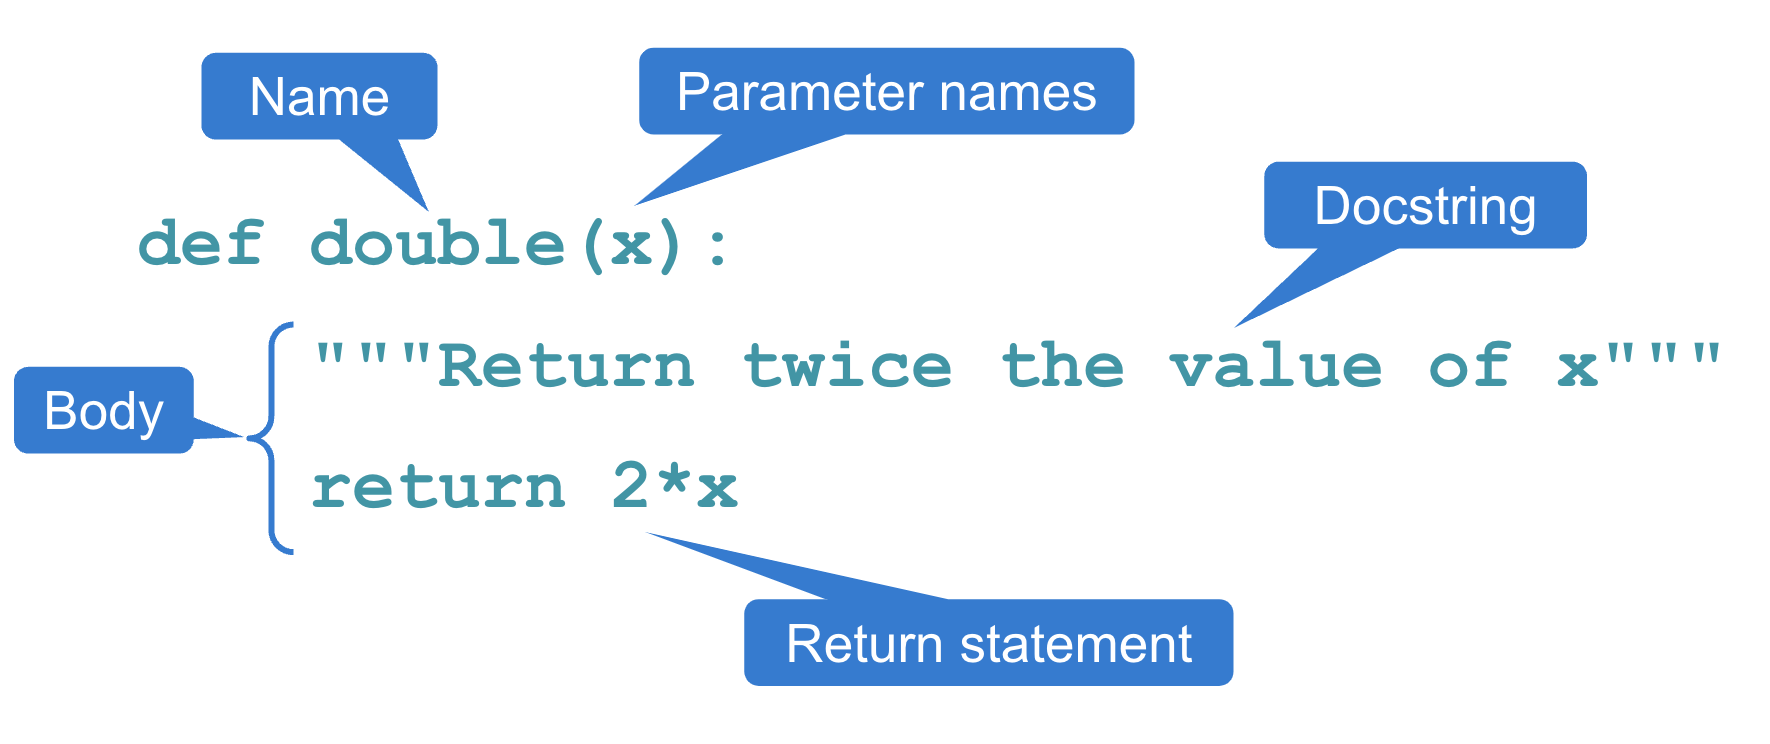 Name
Parameter names
Docstring
def double(x):
"""Return twice the value of x"""
Body
return 2*x
Return statement